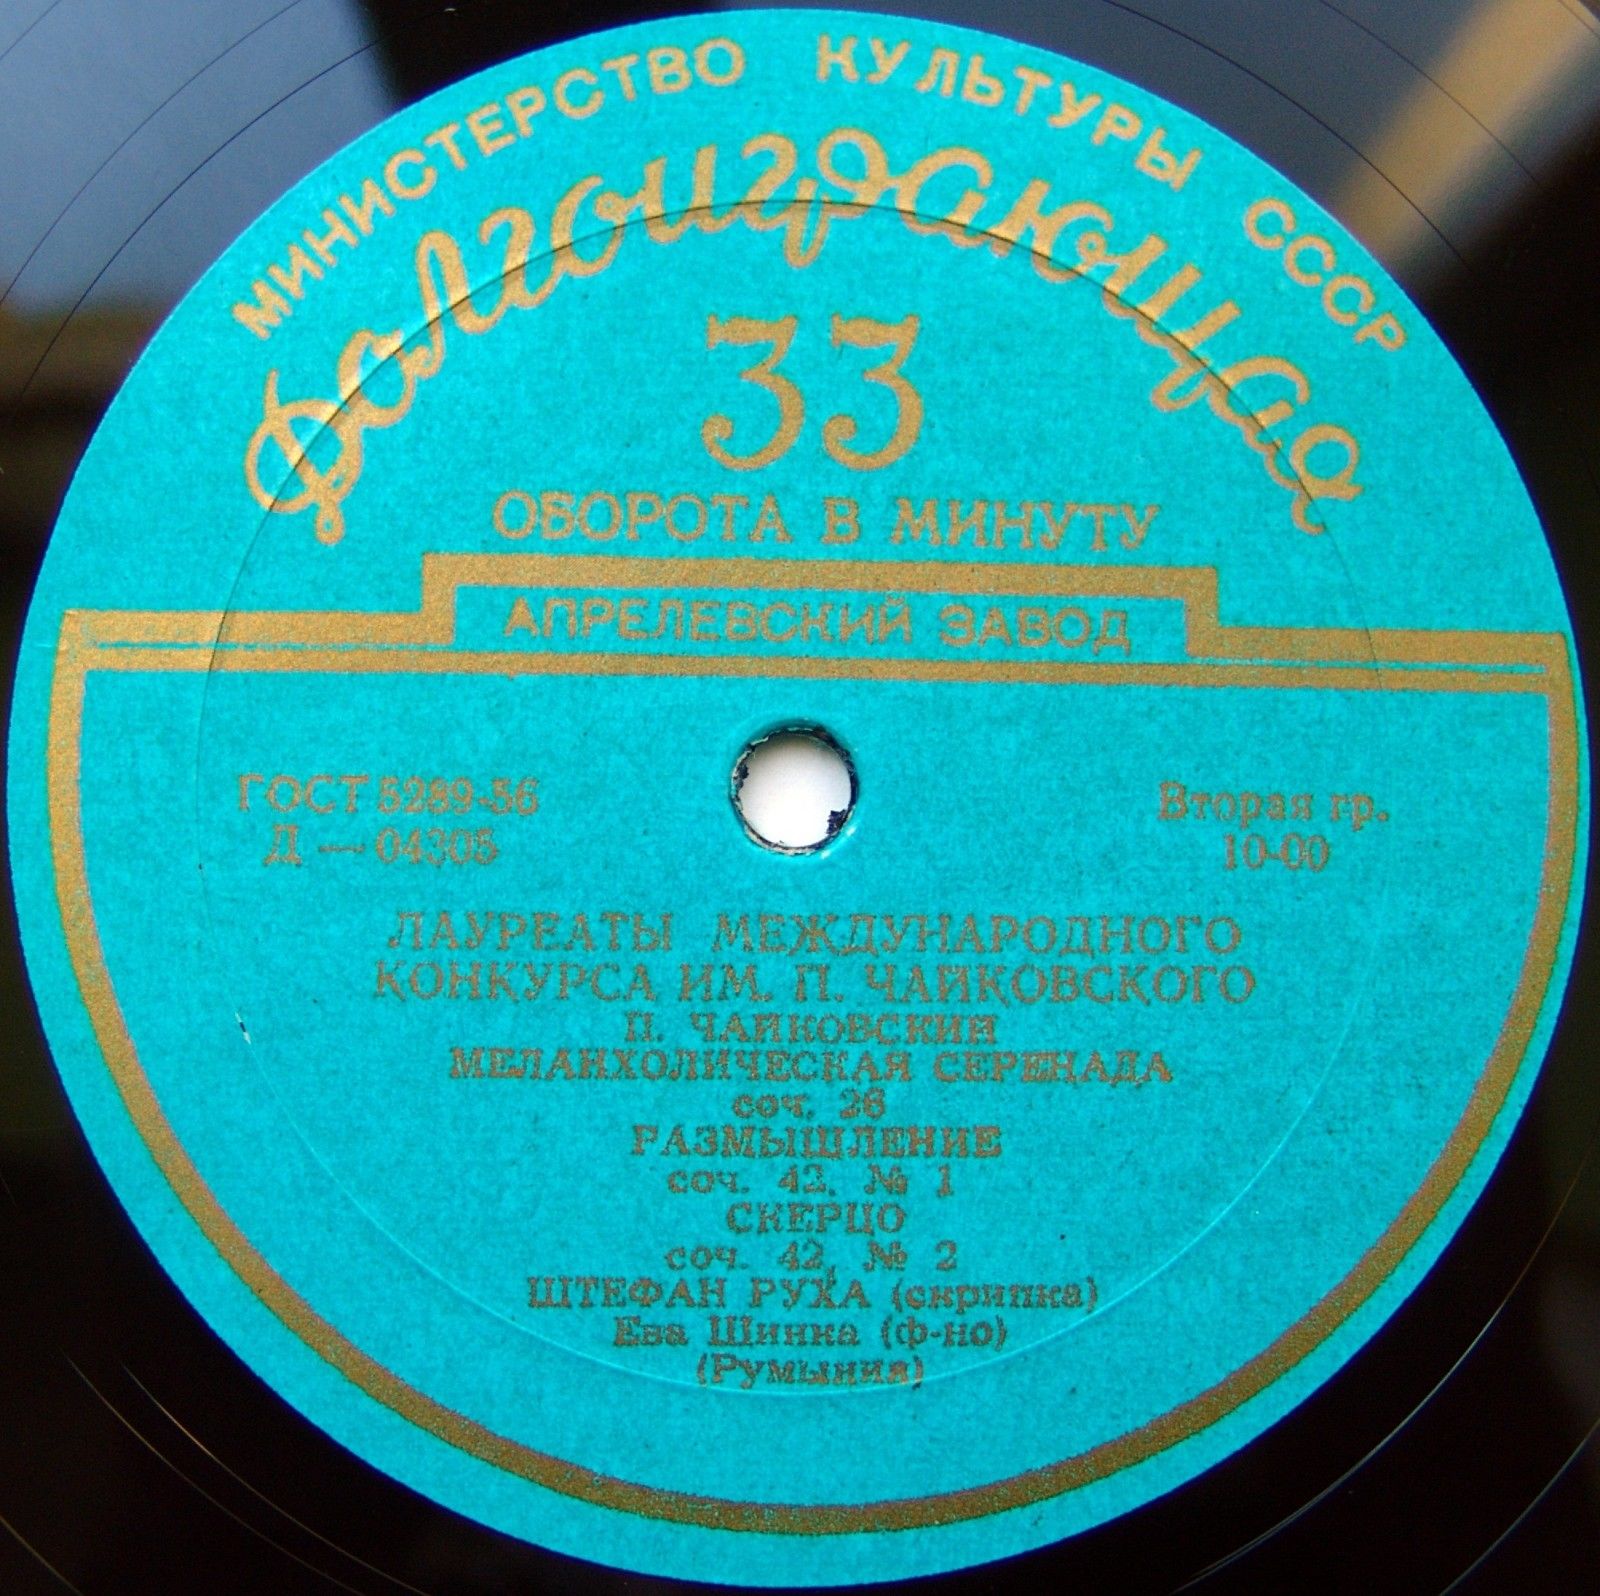 МИНИСТЕРСТВО КУЛЬТУРЫ СССР
Долгоиграющая
33
ОБОРОТА В МИНУТУ
АПРЕЛЕВСКИЙ ЗАВОД
ГОСТ 5289-56
Д — 04305
Вторая гр.
10-00
ЛАУРЕАТЫ МЕЖДУНАРОДНОГО
КОНКУРСА ИМ. П. ЧАЙКОВСКОГО
П. ЧАЙКОВСКИЙ
МЕЛАНХОЛИЧЕСКАЯ СЕРЕНАДА
соч. 26
РАЗМЫШЛЕНИЕ
соч. 42, № 1
СКЕРЦО
соч. 42, № 2
ШТЕФАН РУХА (скрипка)
Ева Шинка (ф-но)
(Румыния)